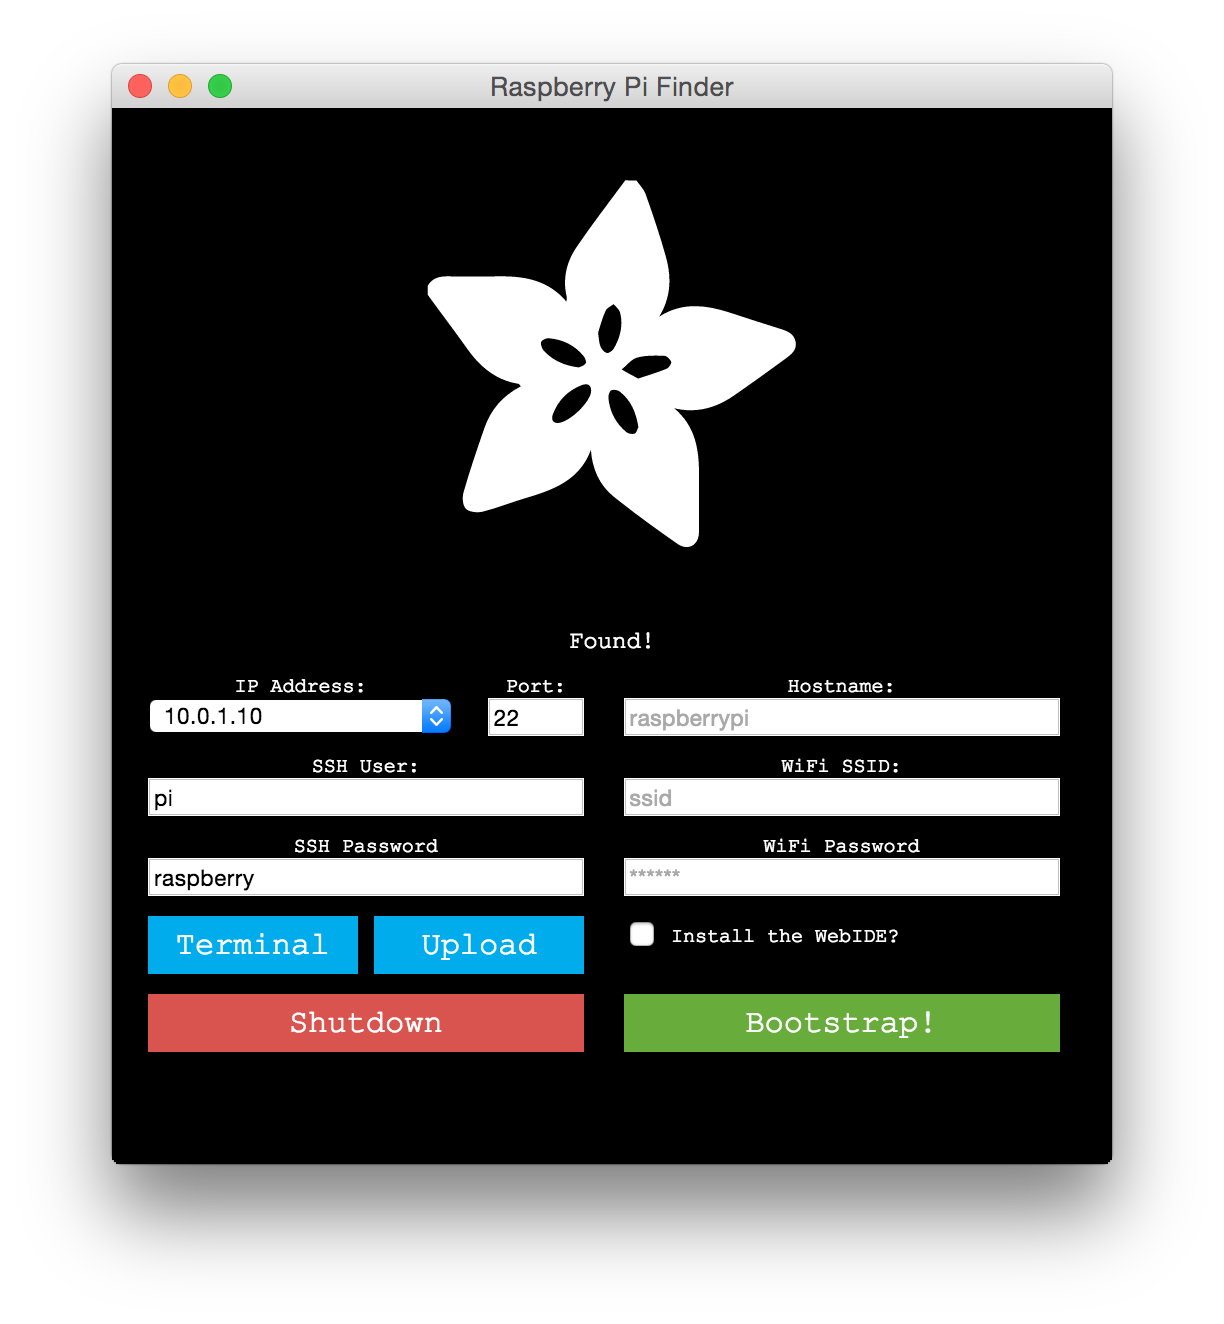 Raspberry Pi Finder
Found!
IP Address: Port: Hostname:
10.0.1.10 22 raspberrypi
SSH User: WiFi SSID:
pi ssid
SSH Password WiFi Password
raspberry ******
Terminal Upload Install the WebIDE?
Shutdown Bootstrap!